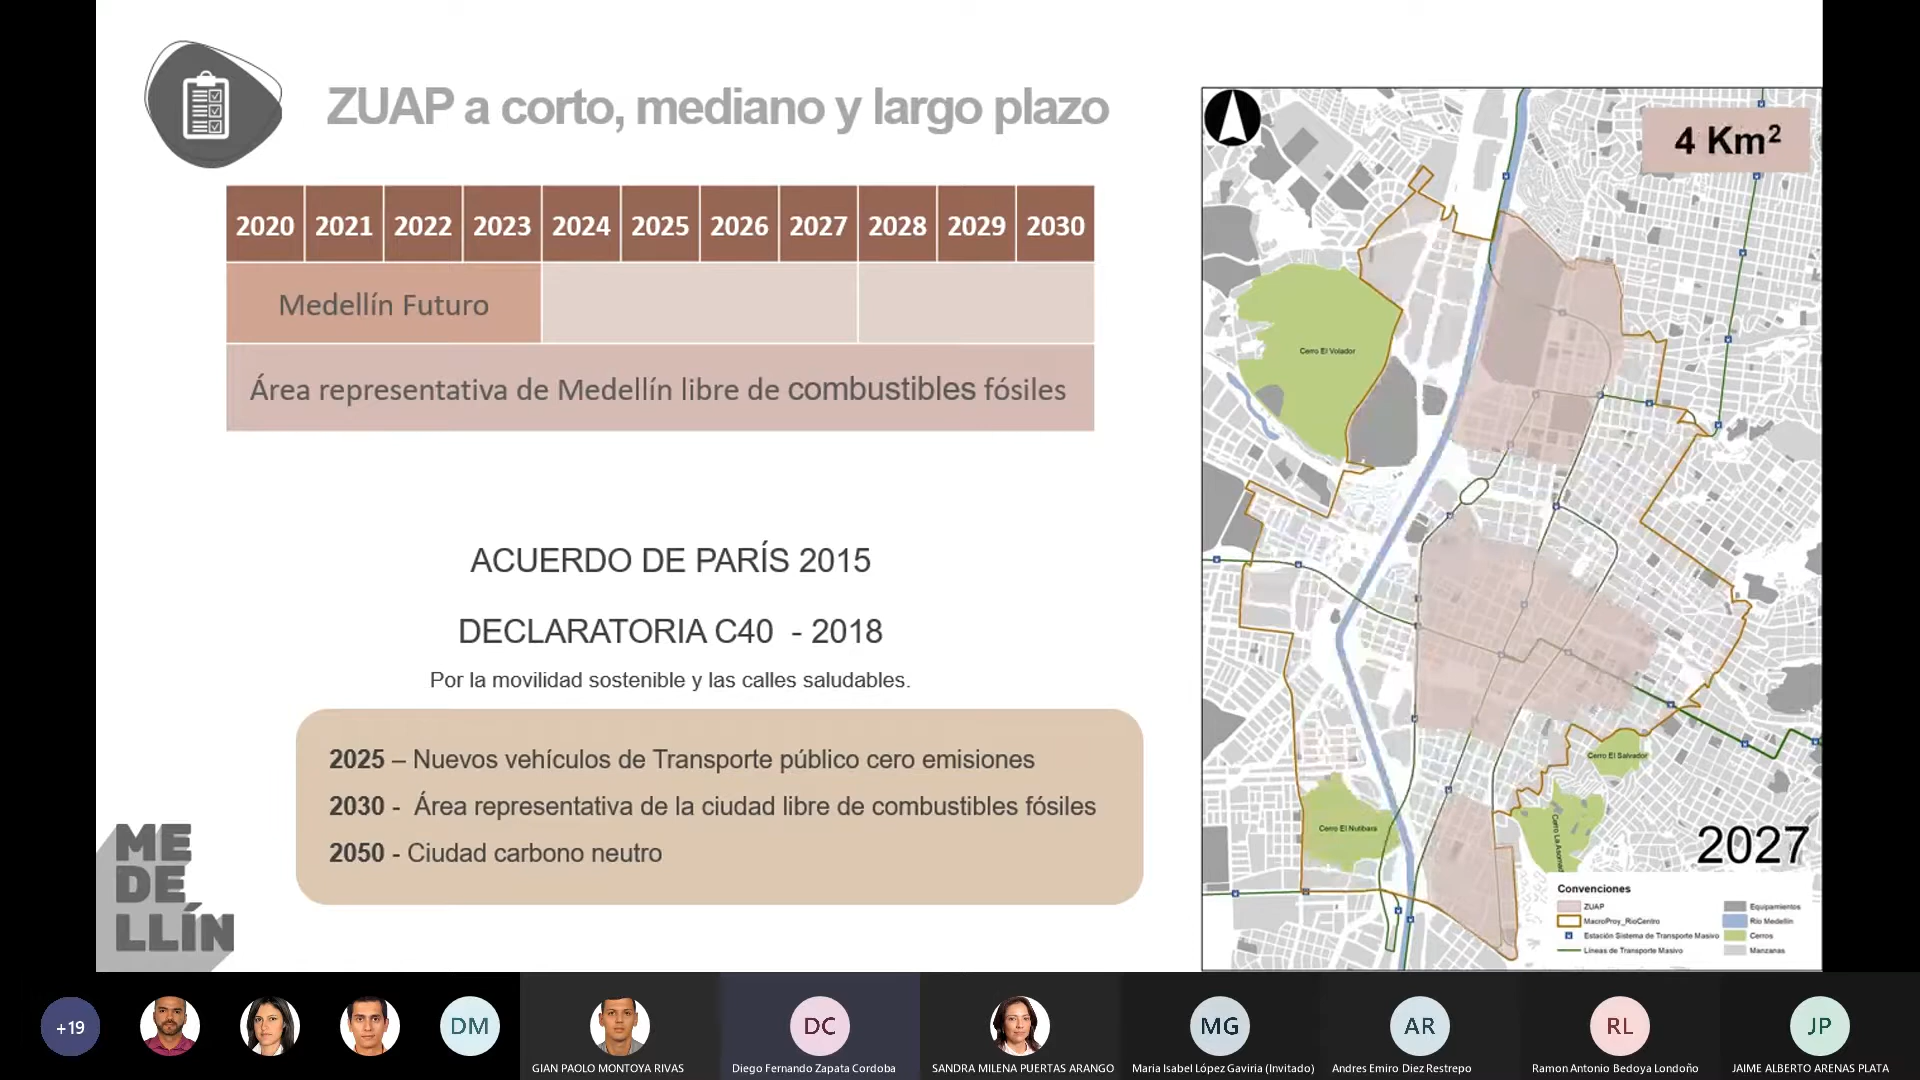 ZUAP a corto, mediano y largo plazo
2020 2021 2022 2023 2024 2025 2026 2027 2028 2029 2030
Medellín Futuro
Área representativa de Medellín libre de combustibles fósiles
ACUERDO DE PARÍS 2015
DECLARATORIA C40 - 2018
Por la movilidad sostenible y las calles saludables.
2025 – Nuevos vehículos de Transporte público cero emisiones
2030 - Área representativa de la ciudad libre de combustibles fósiles
2050 - Ciudad carbono neutro
ME
DE
LLÍN
4 Km²
Cerro El Volador
Cerro El Salvador
Cerro El Nutibara
Cerro La
2027
Convenciones
ZUAP
MacroProy_RioCentro
Estación Sistema de Transporte Masivo
Líneas de Transporte Masivo
Equipamientos
Río Medellín
Cerros
Manzanas
+19
DM
DC
MG
AR
RL
JP
GIAN PAOLO MONTOYA RIVAS
Diego Fernando Zapata Cordoba
SANDRA MILENA PUERTAS ARANGO
Maria Isabel López Gaviria (Invitado)
Andres Emiro Diez Restrepo
Ramon Antonio Bedoya Londoño
JAIME ALBERTO ARENAS PLATA